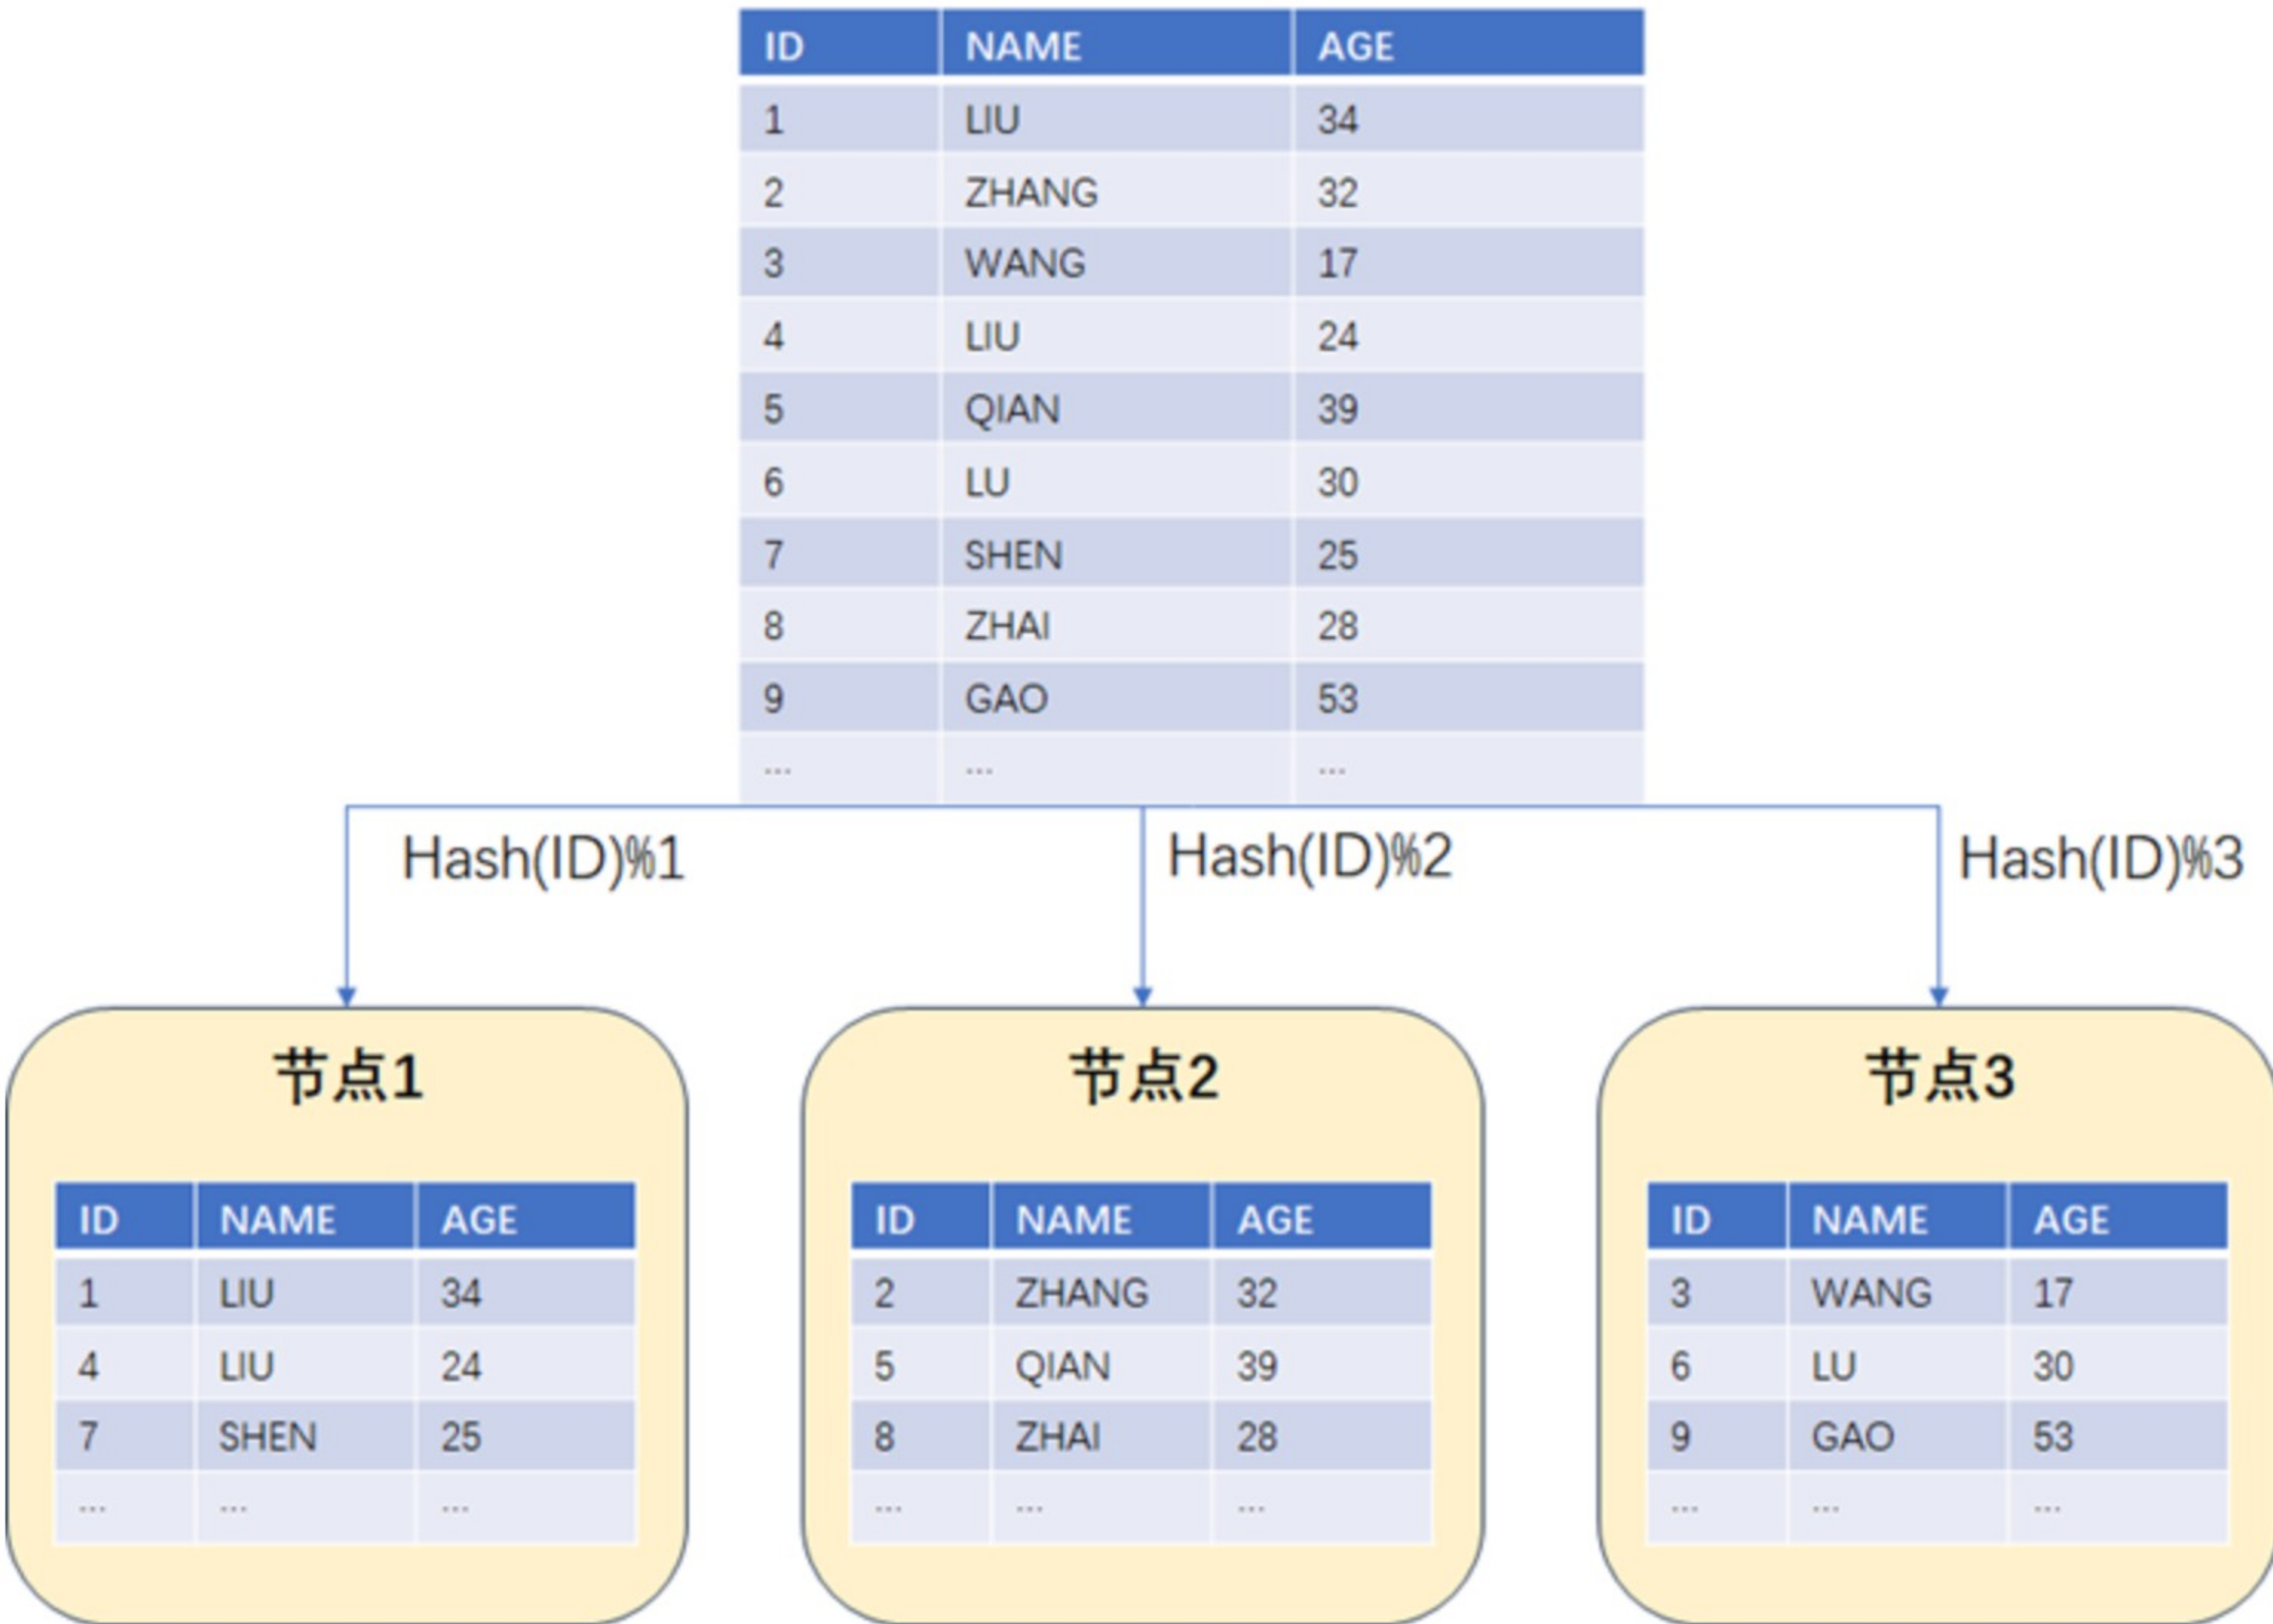 ID NAME AGE
1 LIU 34
2 ZHANG 32
3 WANG 17
4 LIU 24
5 QIAN 39
6 LU 30
7 SHEN 25
8 ZHAI 28
9 GAO 53
... ... ...
Hash(ID)%1 Hash(ID)%2 Hash(ID)%3
节点1
ID NAME AGE
1 LIU 34
4 LIU 24
7 SHEN 25
... ... ...
节点2
ID NAME AGE
2 ZHANG 32
5 QIAN 39
8 ZHAI 28
... ... ...
节点3
ID NAME AGE
3 WANG 17
6 LU 30
9 GAO 53
... ... ...